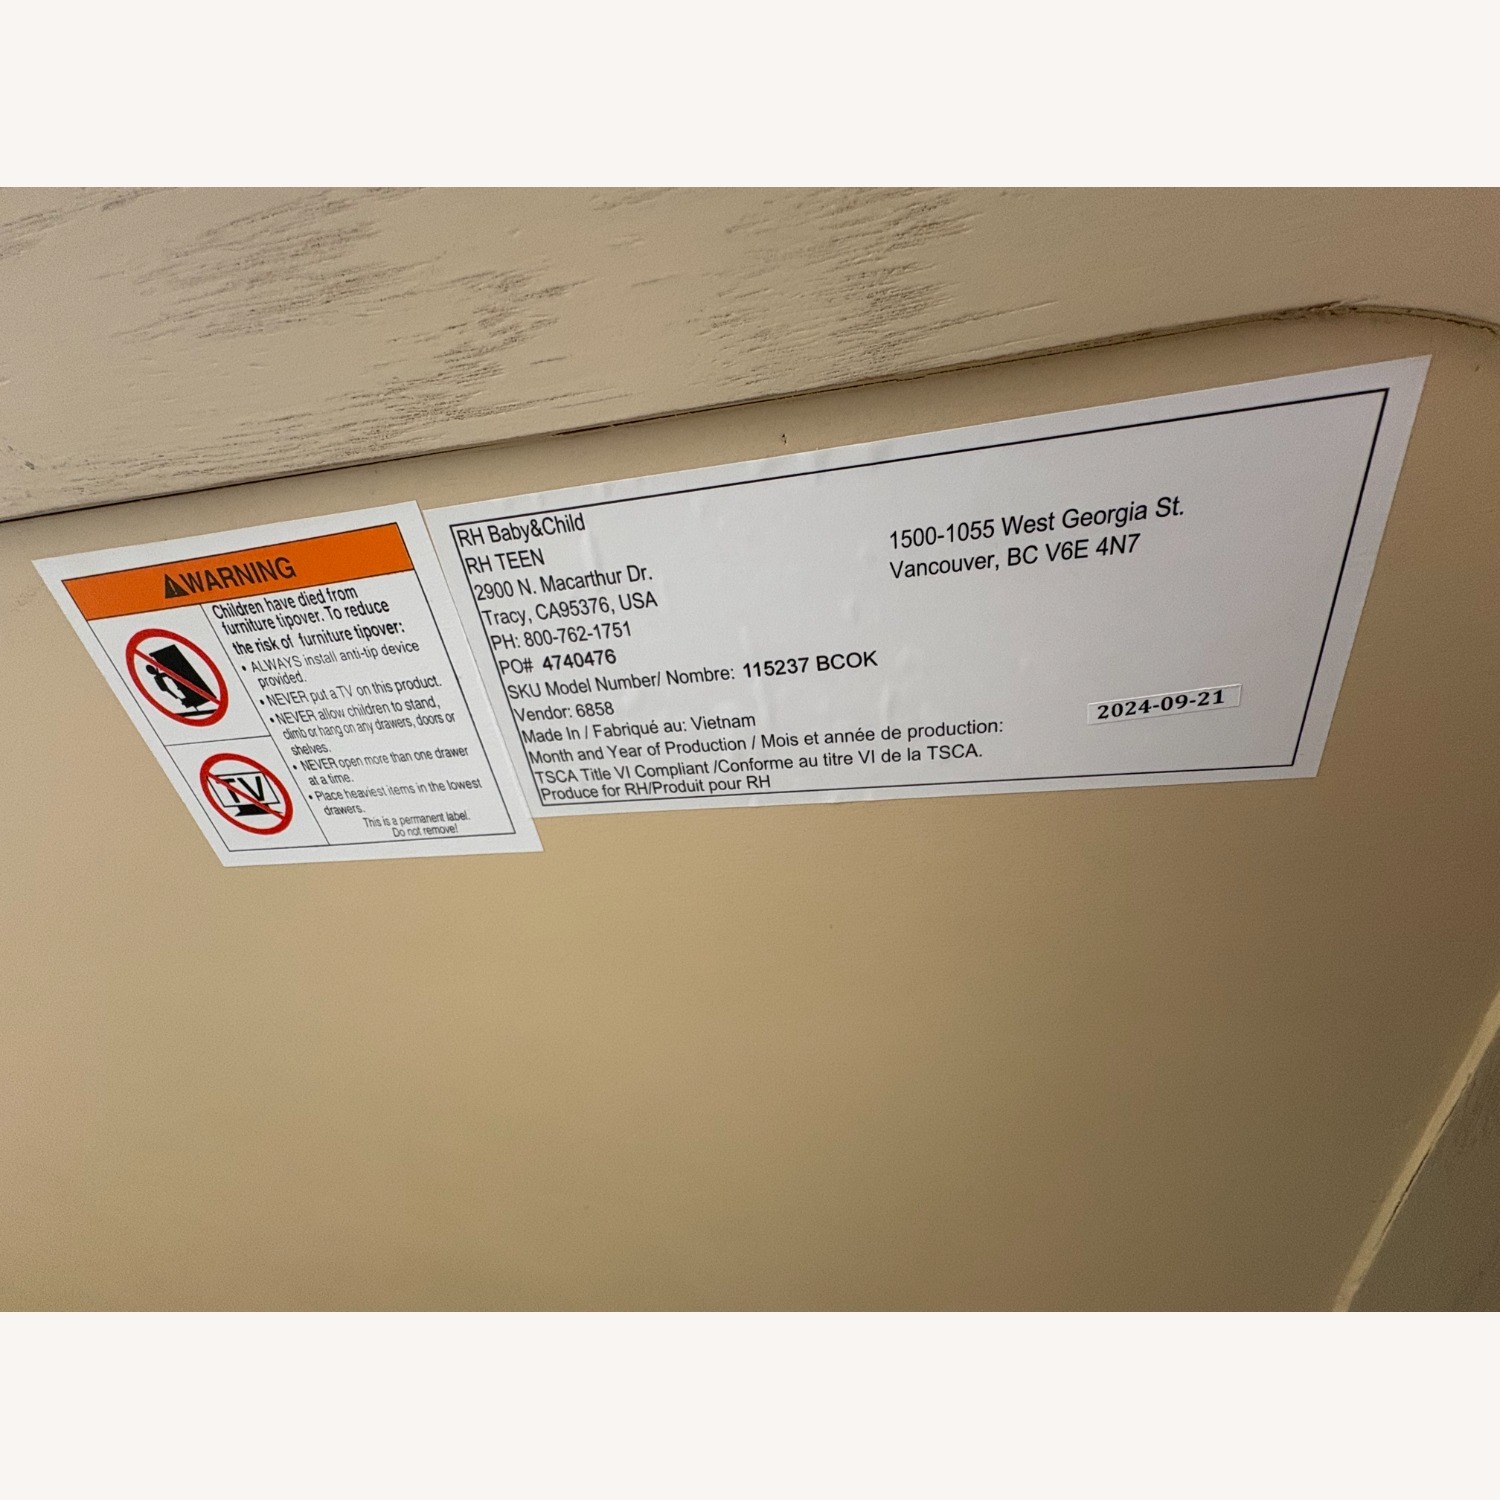 WARNING
Children have died from
furniture tipover. To reduce
the risk of furniture tipover:
• ALWAYS install anti-tip device
provided.
• NEVER put a TV on this product.
• NEVER allow children to stand,
climb or hang on any drawers, doors or
shelves.
• NEVER open more than one drawer
at a time.
• Place heaviest items in the lowest
drawers.
This is a permanent label.
Do not remove!
TV
RH Baby&Child
RH TEEN
2900 N. Macarthur Dr.
Tracy, CA95376, USA
PH: 800-762-1751
PO# 4740476
SKU Model Number/ Nombre: 115237 BCOK
Vendor: 6858
Made In / Fabriqué au: Vietnam
Month and Year of Production / Mois et année de production:
TSCA Title VI Compliant /Conforme au titre VI de la TSCA.
Produce for RH/Produit pour RH
1500-1055 West Georgia St.
Vancouver, BC V6E 4N7
2024-09-21